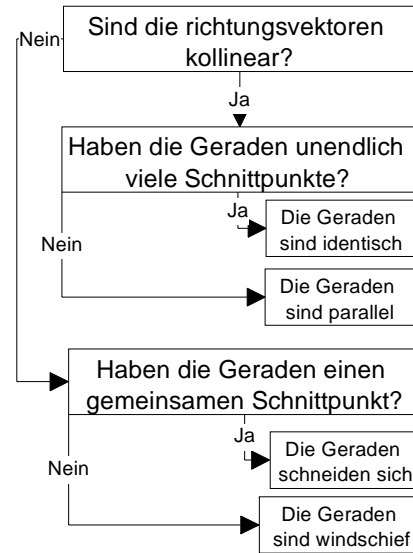 Sind die richtungsvektoren
kollinear?
Nein
Ja
Haben die Geraden unendlich
viele Schnittpunkte?
Ja
Die Geraden
sind identisch
Nein
Die Geraden
sind parallel
Haben die Geraden einen
gemeinsamen Schnittpunkt?
Ja
Die Geraden
schneiden sich
Nein
Die Geraden
sind windschief